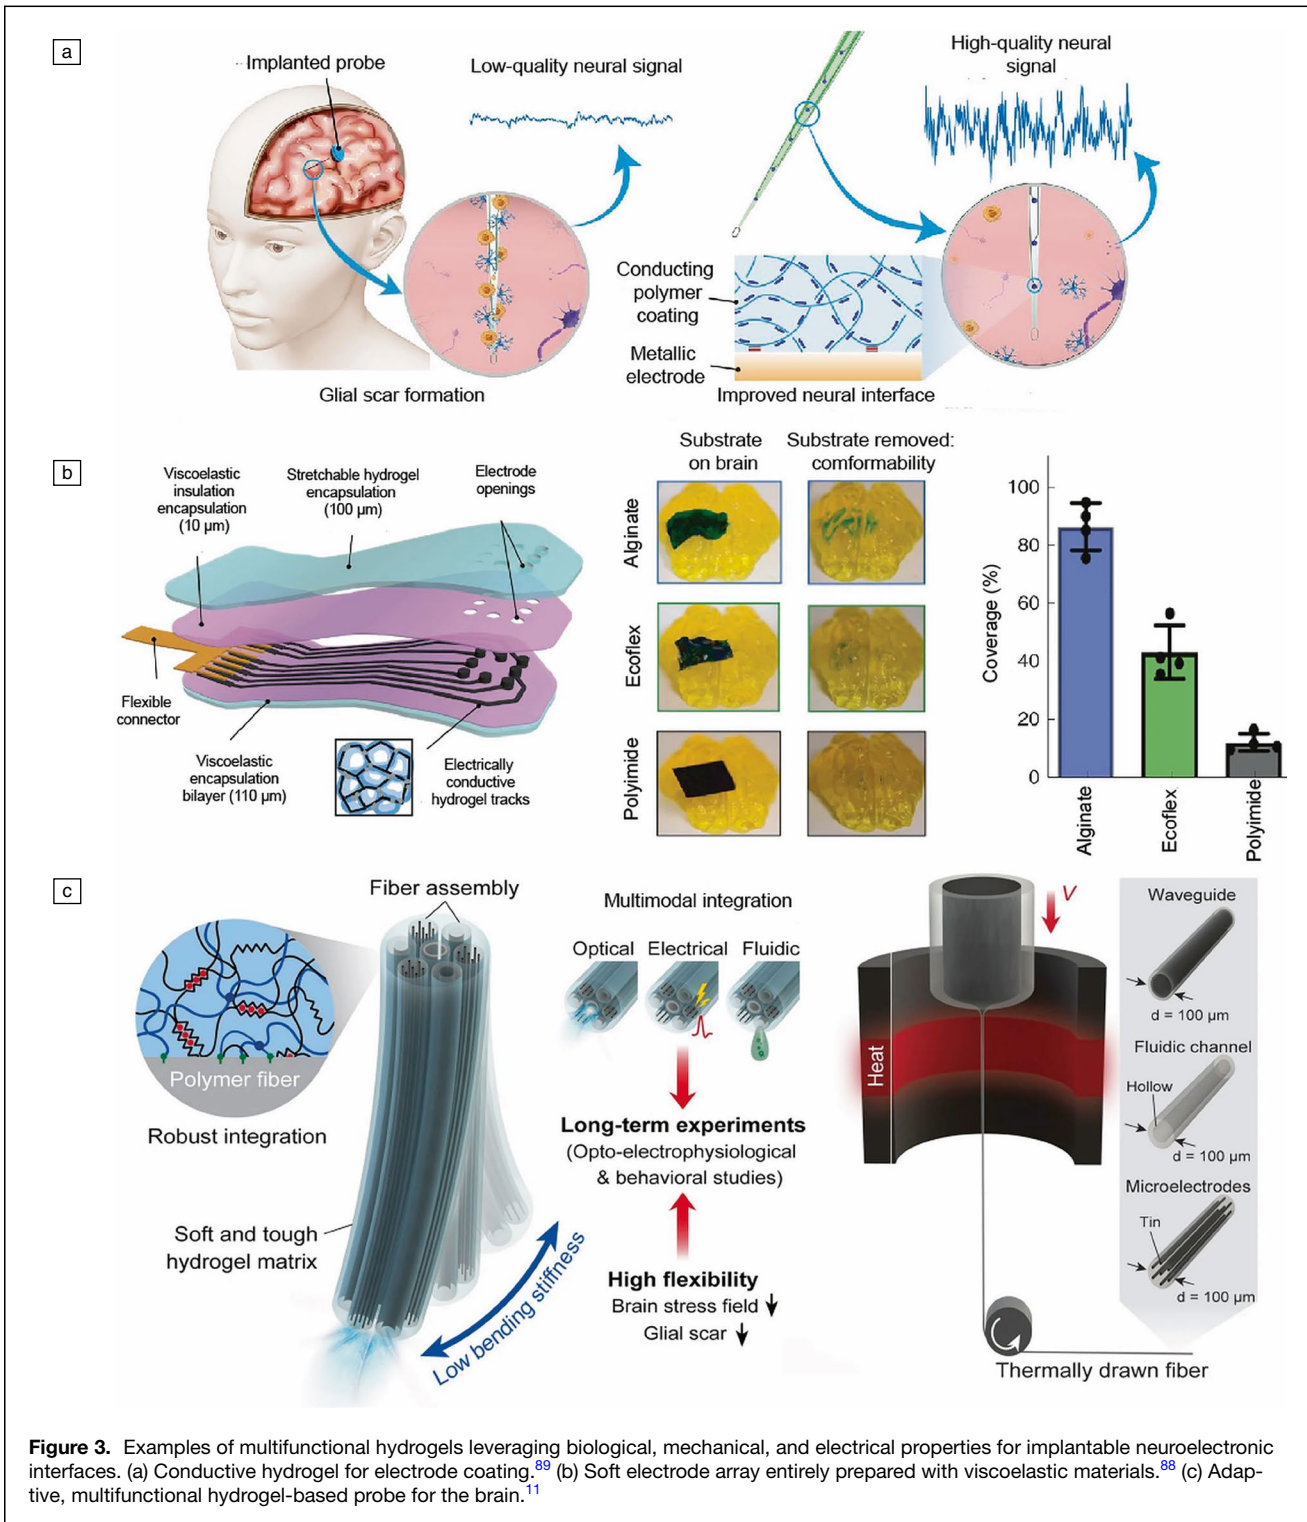 a
Implanted probe
Low-quality neural signal
High-quality neural
signal
Conducting
polymer
coating
Metallic
electrode
Glial scar formation
Improved neural interface
b
Viscoelastic
insulation
encapsulation
(10 µm)
Stretchable hydrogel
encapsulation
(100 µm)
Electrode
openings
Flexible
connector
Viscoelastic
encapsulation
bilayer (110 µm)
Electrically
conductive
hydrogel tracks
Substrate
on brain
Substrate removed:
comformability
Alginate
Ecoflex
Polyimide
Coverage (%)
100
80
60
40
20
0
Alginate
Ecoflex
Polyimide
c
Fiber assembly
Polymer fiber
Robust integration
Soft and tough
hydrogel matrix
Low bending stiffness
Multimodal integration
Optical
Electrical
Fluidic
Long-term experiments
(Opto-electrophysiological
& behavioral studies)
High flexibility
Brain stress field
Glial scar
V
Heat
Thermally drawn fiber
Waveguide
d = 100 µm
Fluidic channel
Hollow
d = 100 µm
Microelectrodes
Tin
d = 100 µm
Figure 3. Examples of multifunctional hydrogels leveraging biological, mechanical, and electrical properties for implantable neuroelectronic
interfaces. (a) Conductive hydrogel for electrode coating.89 (b) Soft electrode array entirely prepared with viscoelastic materials.88 (c) Adap-
tive, multifunctional hydrogel-based probe for the brain.11